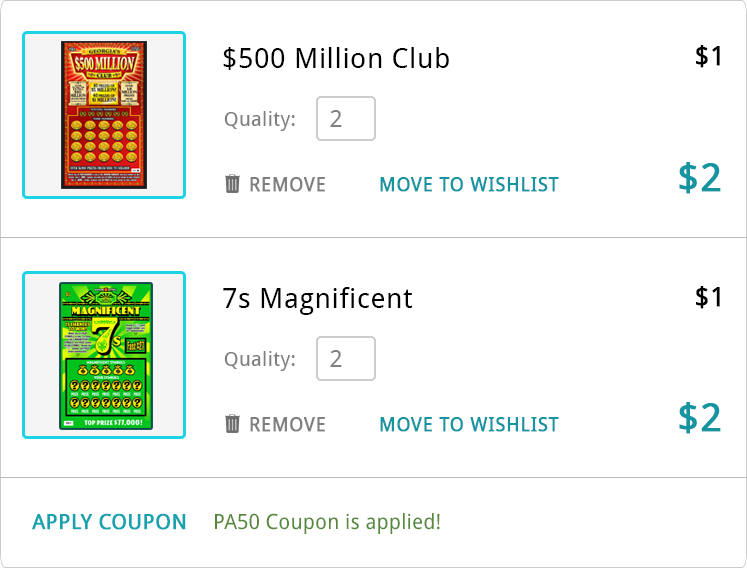 GEORGIA'S
$500 MILLION
CLUB
$500 Million Club
$1
Quality:
2
REMOVE
MOVE TO WISHLIST
$2
MAGNIFICENT
7s
TOP PRIZE $77,000!
7s Magnificent
$1
Quality:
2
REMOVE
MOVE TO WISHLIST
$2
APPLY COUPON
PA50 Coupon is applied!